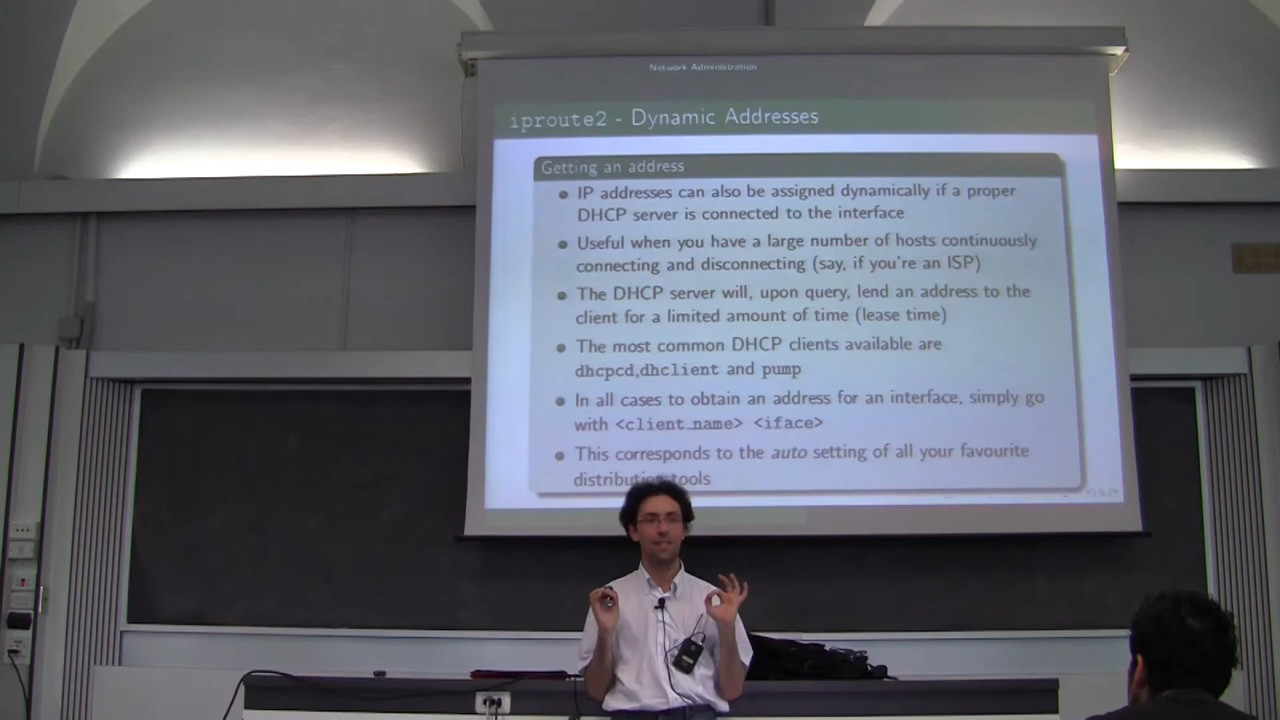 Network Administration
iproute2 - Dynamic Addresses
Getting an address
IP addresses can also be assigned dynamically if a proper
DHCP server is connected to the interface
Useful when you have a large number of hosts continuously
connecting and disconnecting (say, if you're an ISP)
The DHCP server will, upon query, lend an address to the
client for a limited amount of time (lease time)
The most common DHCP clients available are
dhcpcd,dhclient and pump
In all cases to obtain an address for an interface, simply go
with <client_name> <iface>
This corresponds to the auto setting of all your favourite
distribution tools